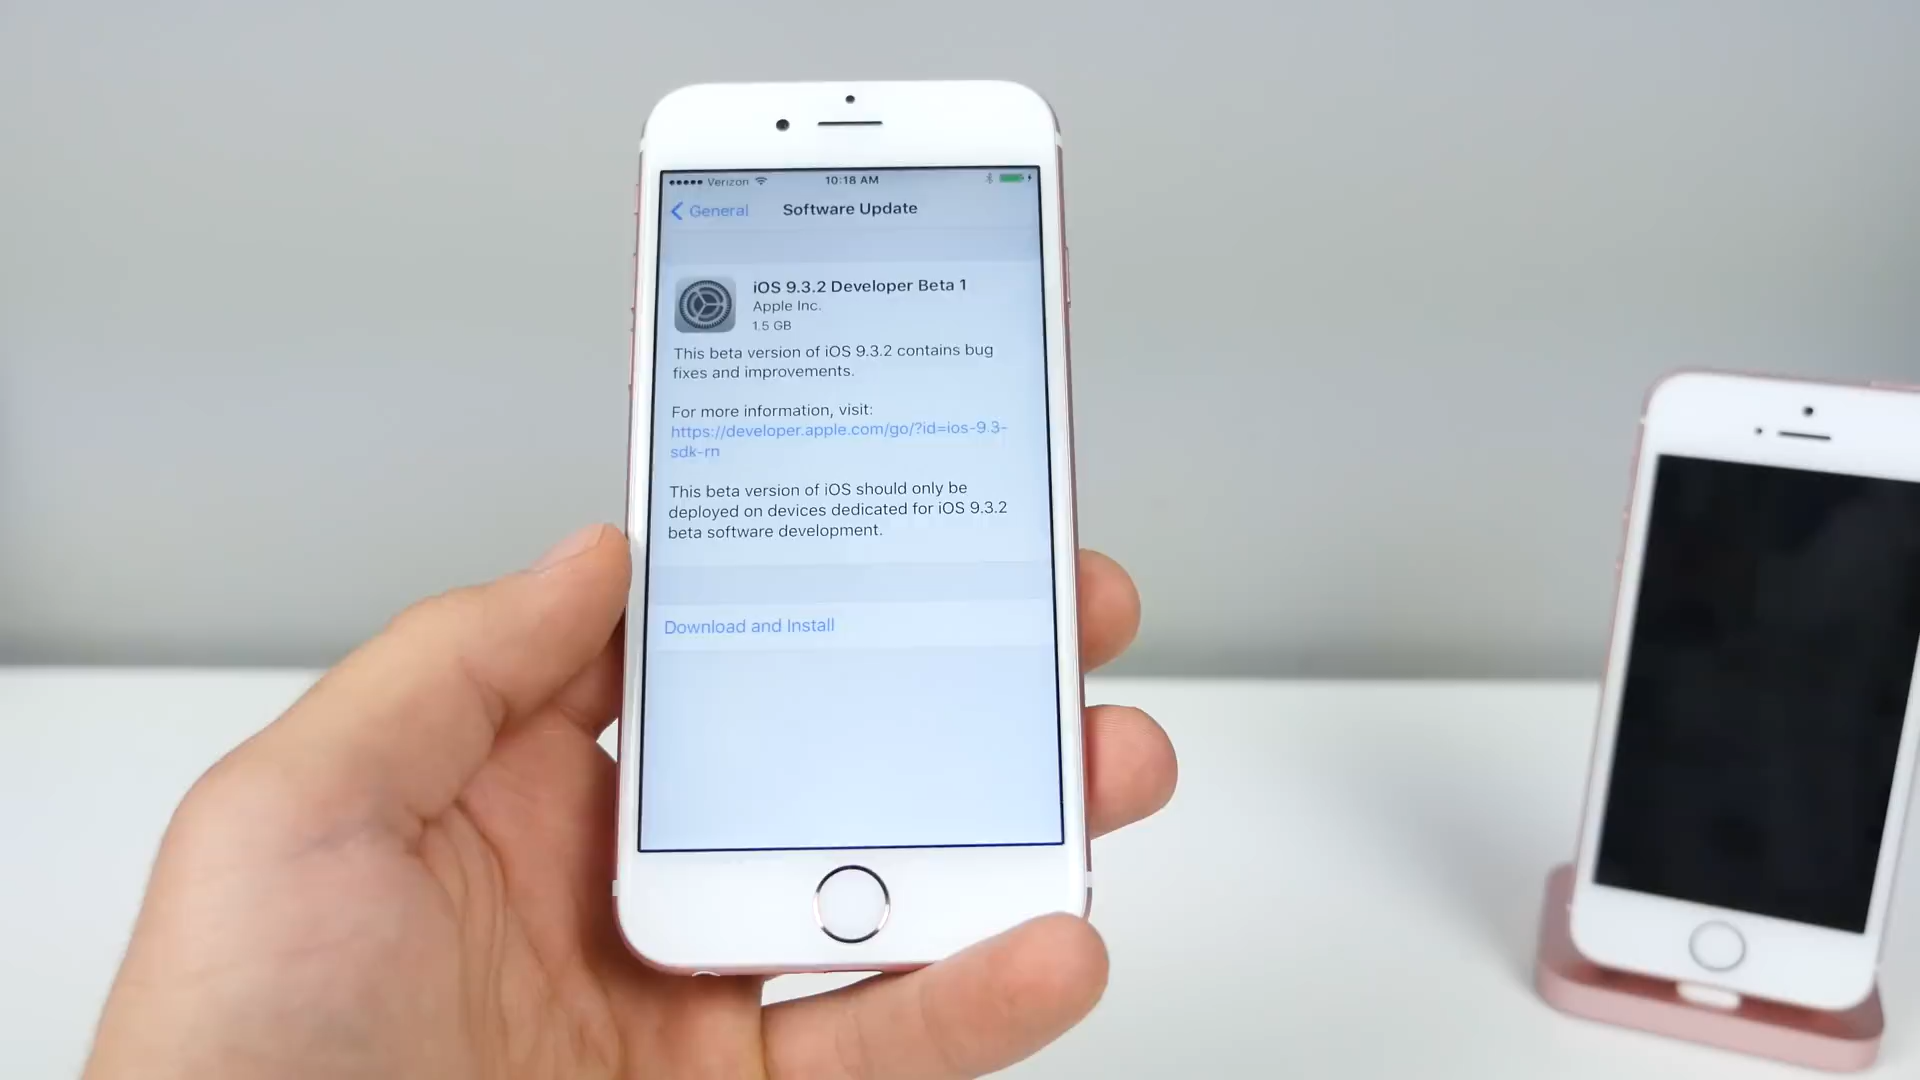 Verizon 10:18 AM
General Software Update
iOS 9.3.2 Developer Beta 1
Apple Inc.
1.5 GB
This beta version of iOS 9.3.2 contains bug
fixes and improvements.
For more information, visit:
https://developer.apple.com/go/?id=ios-9.3-
sdk-rn
This beta version of iOS should only be
deployed on devices dedicated for iOS 9.3.2
beta software development.
Download and Install